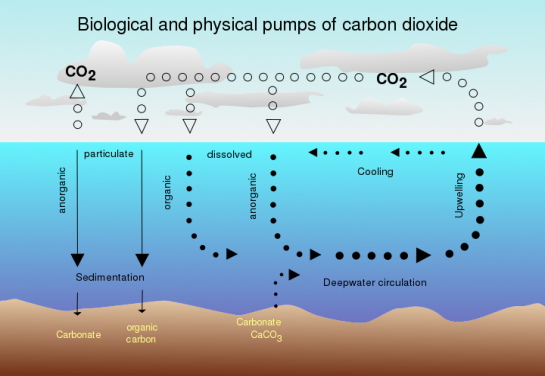 Biological and physical pumps of carbon dioxide
CO2
CO2
particulate
dissolved
anorganic
organic
anorganic
Cooling
Upwelling
Sedimentation
Deepwater circulation
Carbonate
organic
carbon
Carbonate
CaCO3